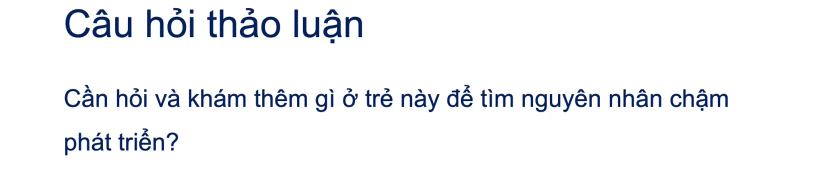 Câu hỏi thảo luận
Cần hỏi và khám thêm gì ở trẻ này để tìm nguyên nhân chậm
phát triển?